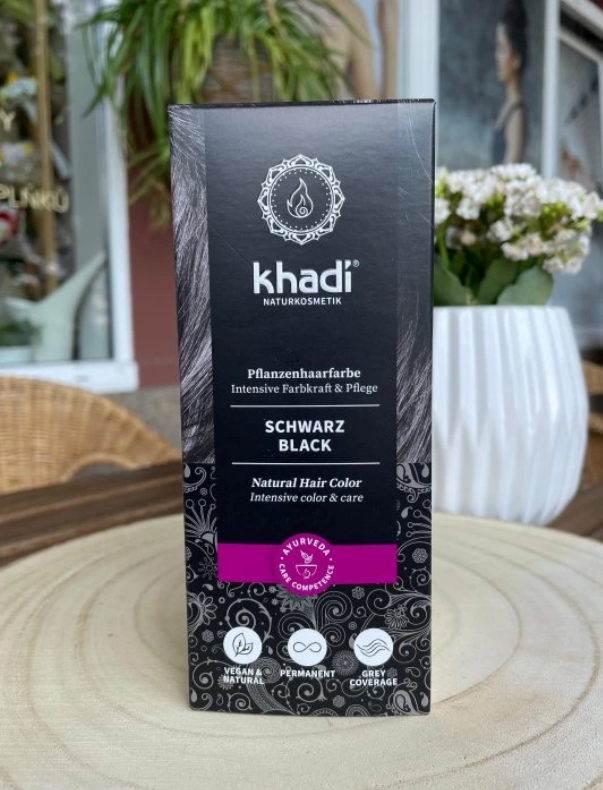 khadí®
NATURKOSMETIK
Pflanzenhaarfarbe
Intensive Farbkraft & Pflege
SCHWARZ
BLACK
Natural Hair Color
Intensive color & care
AYURVEDA
CARE COMPETENCE
VEGAN &
NATURAL
PERMANENT
GREY
COVERAGE